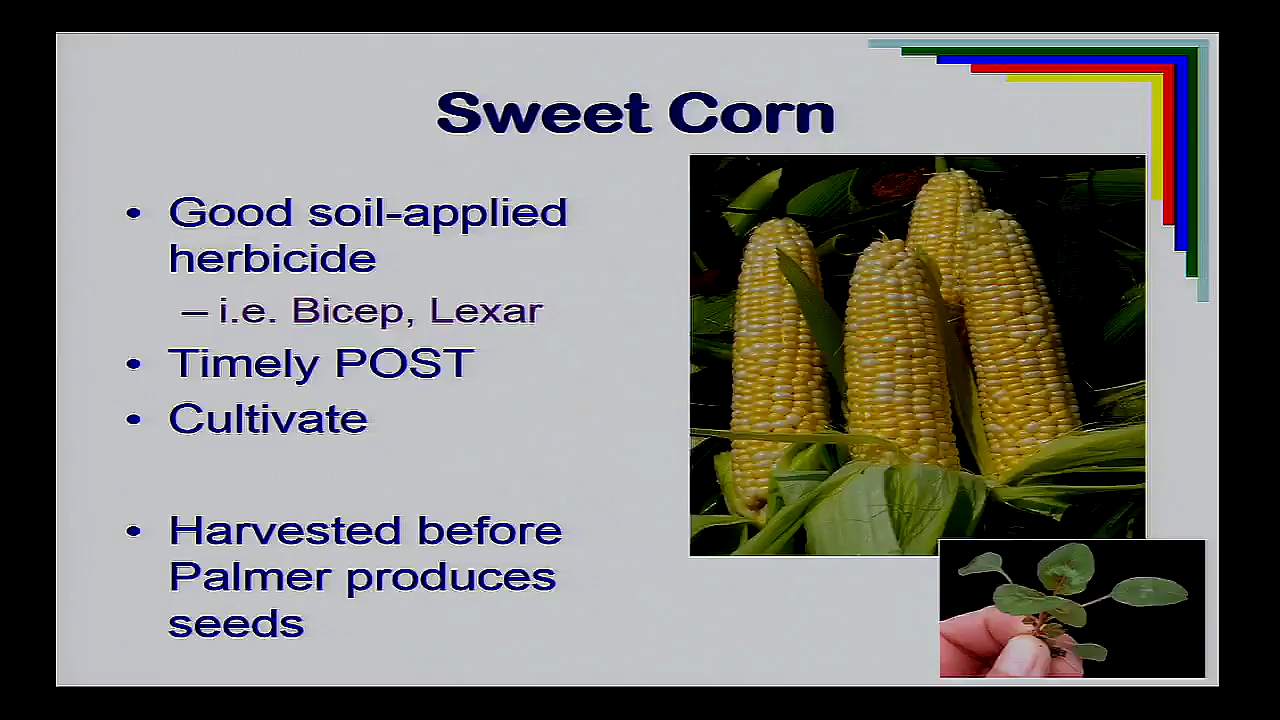 Sweet Corn
• Good soil-applied
herbicide
– i.e. Bicep, Lexar
• Timely POST
• Cultivate
• Harvested before
Palmer produces
seeds